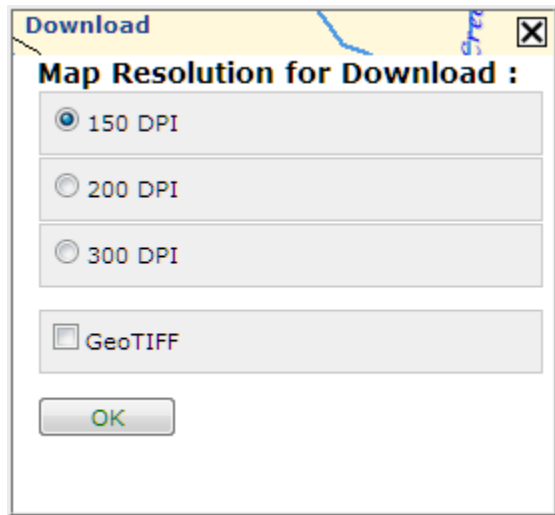 Download
Map Resolution for Download :
150 DPI
200 DPI
300 DPI
GeoTIFF
OK